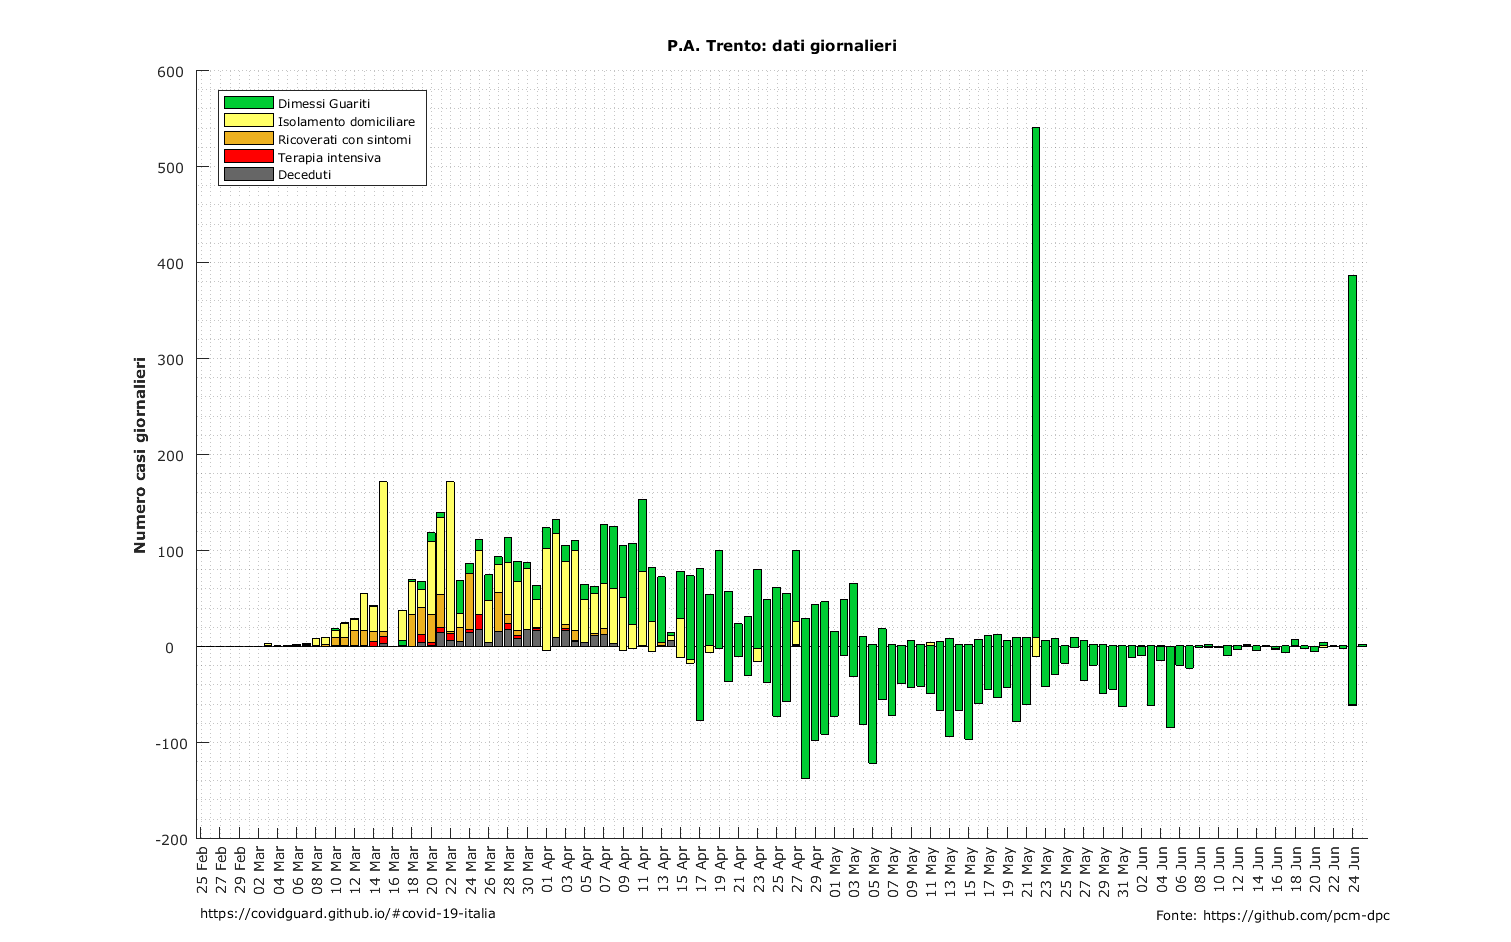 P.A. Trento: dati giornalieri
600
500
400
300
200
100
0
-100
-200
Numero casi giornalieri
Dimessi Guariti
Isolamento domiciliare
Ricoverati con sintomi
Terapia intensiva
Deceduti
25 Feb
27 Feb
29 Feb
02 Mar
04 Mar
06 Mar
08 Mar
10 Mar
12 Mar
14 Mar
16 Mar
18 Mar
20 Mar
22 Mar
24 Mar
26 Mar
28 Mar
30 Mar
01 Apr
03 Apr
05 Apr
07 Apr
09 Apr
11 Apr
13 Apr
15 Apr
17 Apr
19 Apr
21 Apr
23 Apr
25 Apr
27 Apr
29 Apr
01 May
03 May
05 May
07 May
09 May
11 May
13 May
15 May
17 May
19 May
21 May
23 May
25 May
27 May
29 May
31 May
02 Jun
04 Jun
06 Jun
08 Jun
10 Jun
12 Jun
14 Jun
16 Jun
18 Jun
20 Jun
22 Jun
24 Jun
https://covidguard.github.io/#covid-19-italia
Fonte: https://github.com/pcm-dpc